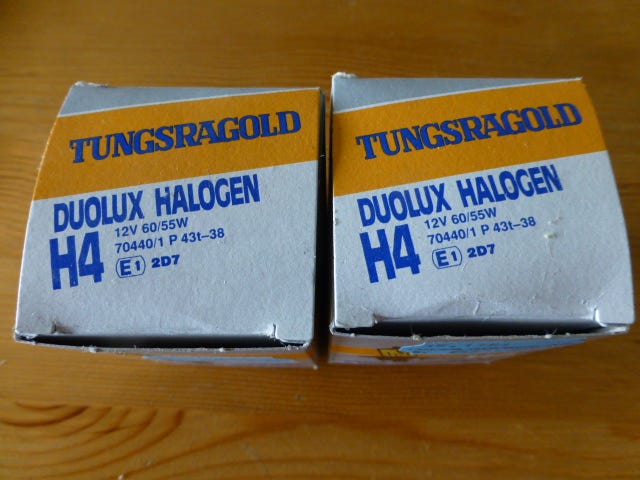 TUNGSRAGOLD
DUOLUX HALOGEN
H4
12V 60/55W
70440/1 P 43t-38
E1 2D7
TUNGSRAGOLD
DUOLUX HALOGEN
H4
12V 60/55W
70440/1 P 43t-38
E1 2D7